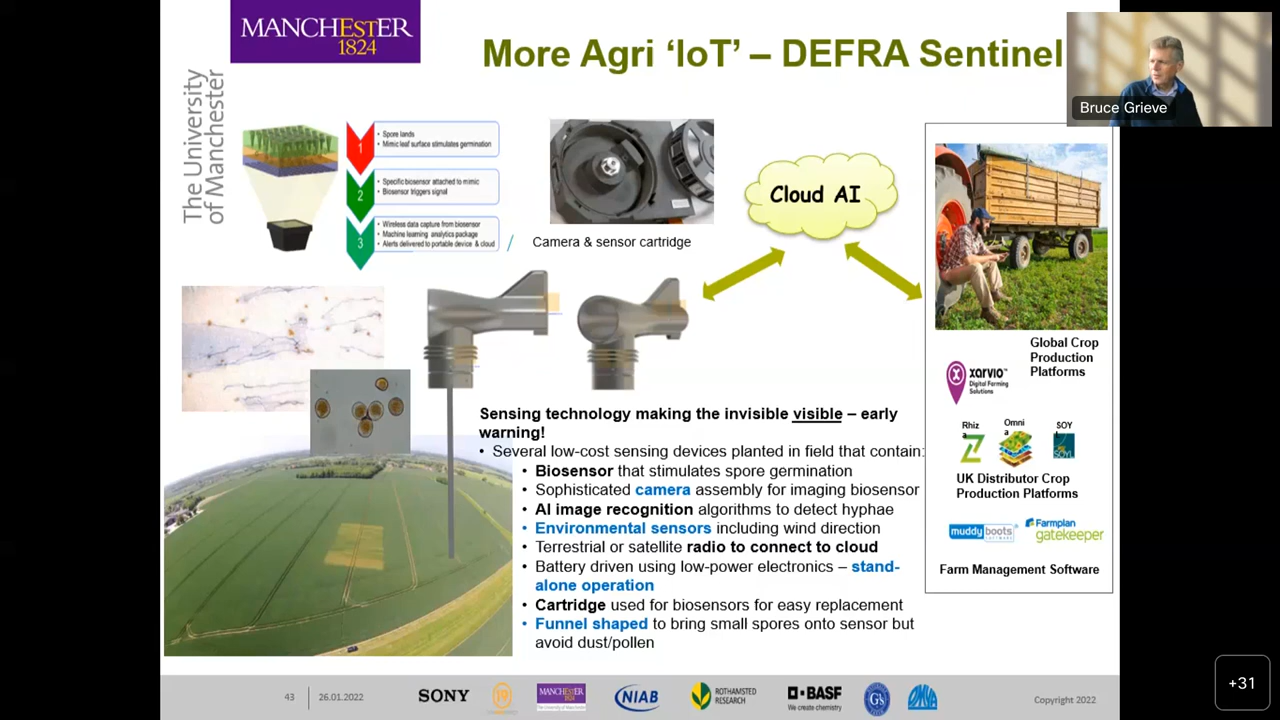 MANCHESTER
1824
The University
of Manchester
More Agri ‘IoT’ – DEFRA Sentinel
Bruce Grieve
1
• Spore lands
• Mimic leaf surface stimulates germination
2
• Specific biosensor attached to mimic
• Biosensor triggers signal
3
• Wireless data capture from biosensor
• Machine learning analytics package
• Alerts delivered to portable device & cloud
Camera & sensor cartridge
Cloud AI
Sensing technology making the invisible visible – early
warning!
• Several low-cost sensing devices planted in field that contain:
• Biosensor that stimulates spore germination
• Sophisticated camera assembly for imaging biosensor
• AI image recognition algorithms to detect hyphae
• Environmental sensors including wind direction
• Terrestrial or satellite radio to connect to cloud
• Battery driven using low-power electronics – stand-
alone operation
• Cartridge used for biosensors for easy replacement
• Funnel shaped to bring small spores onto sensor but
avoid dust/pollen
Global Crop
Production
Platforms
xarvio
Digital Farming
Solutions
Rhiz
a
Omni
a
SOY
L
UK Distributor Crop
Production Platforms
muddy boots
SOFTWARE
Farmplan
gatekeeper
Farm Management Software
43
26.01.2022
SONY
MANCHESTER
1824
The University of Manchester
NIAB
ROTHAMSTED
RESEARCH
BASF
We create chemistry
Copyright 2022
+31